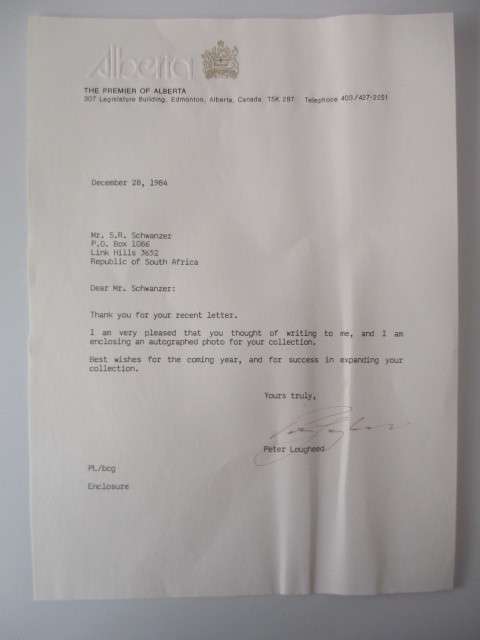 Alberta
THE PREMIER OF ALBERTA
307 Legislature Building, Edmonton, Alberta, Canada T5K 2B7 Telephone 403/427-2251
December 28, 1984
Mr. S.R. Schwanzer
P.O. Box 1086
Link Hills 3652
Republic of South Africa
Dear Mr. Schwanzer:
Thank you for your recent letter.
I am very pleased that you thought of writing to me, and I am
enclosing an autographed photo for your collection.
Best wishes for the coming year, and for success in expanding your
collection.
Yours truly,
Peter Lougheed
PL/bcg
Enclosure